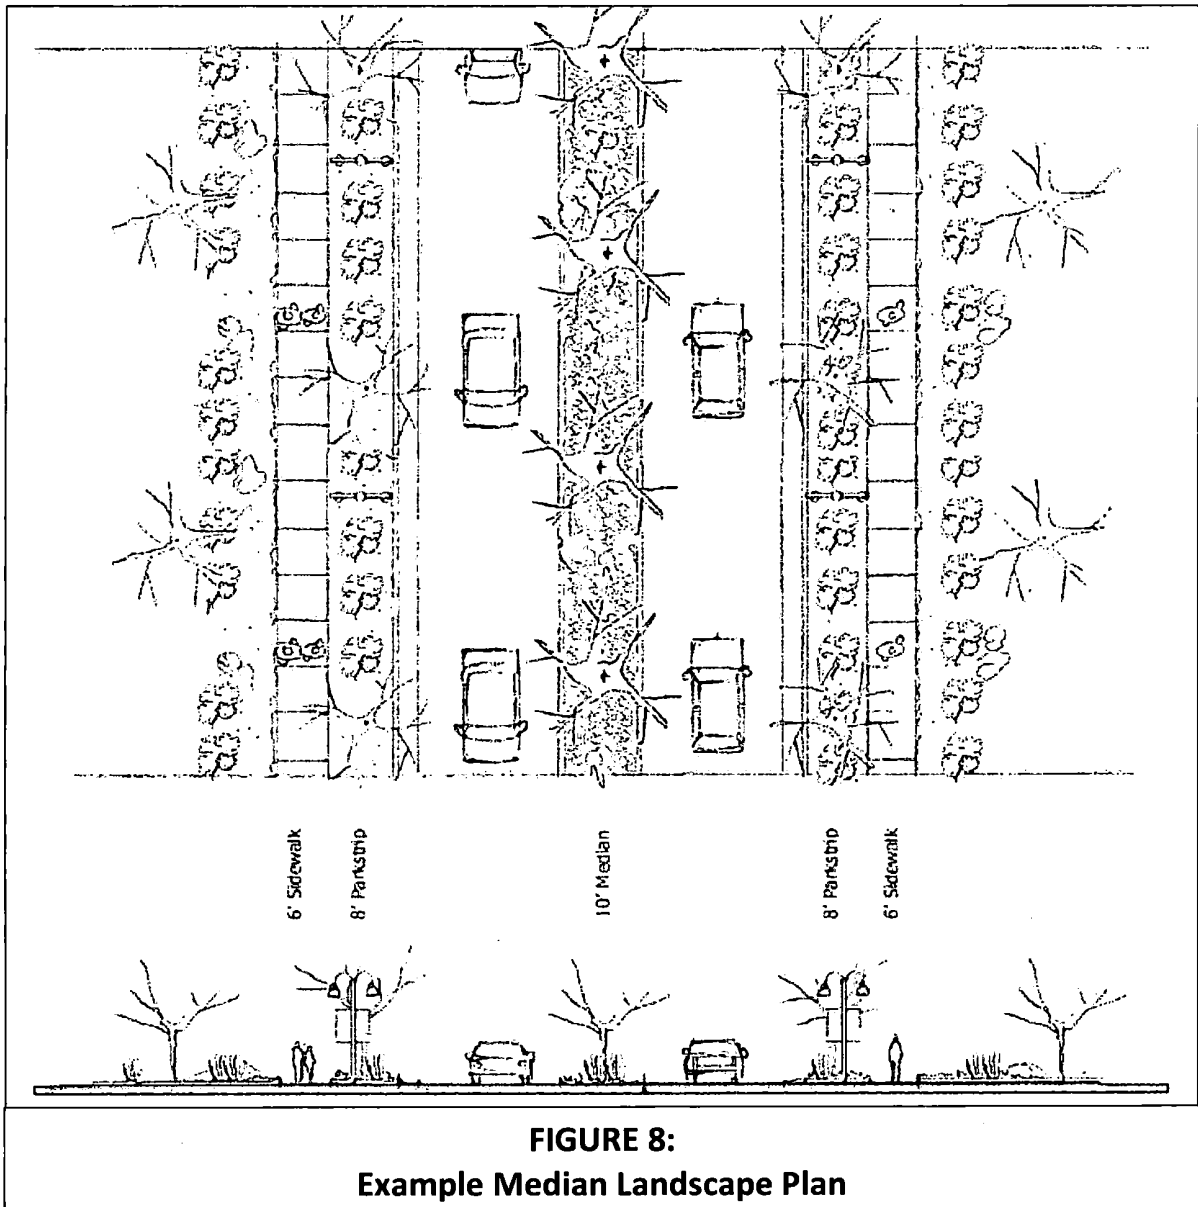 6' Sidewalk
8' Parkstrip
10' Median
8' Parkstrip
6' Sidewalk
FIGURE 8:
Example Median Landscape Plan